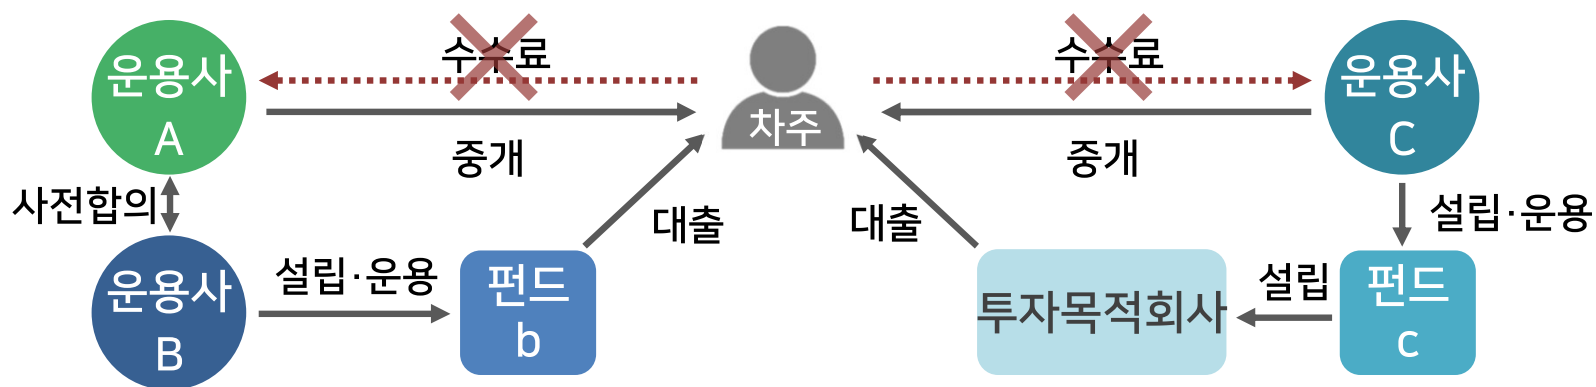 운용사
A
수수료
중개
차주
수수료
중개
운용사
C
사전합의
대출
대출
설립·운용
운용사
B
설립·운용
펀드
b
투자목적회사
설립
펀드
c